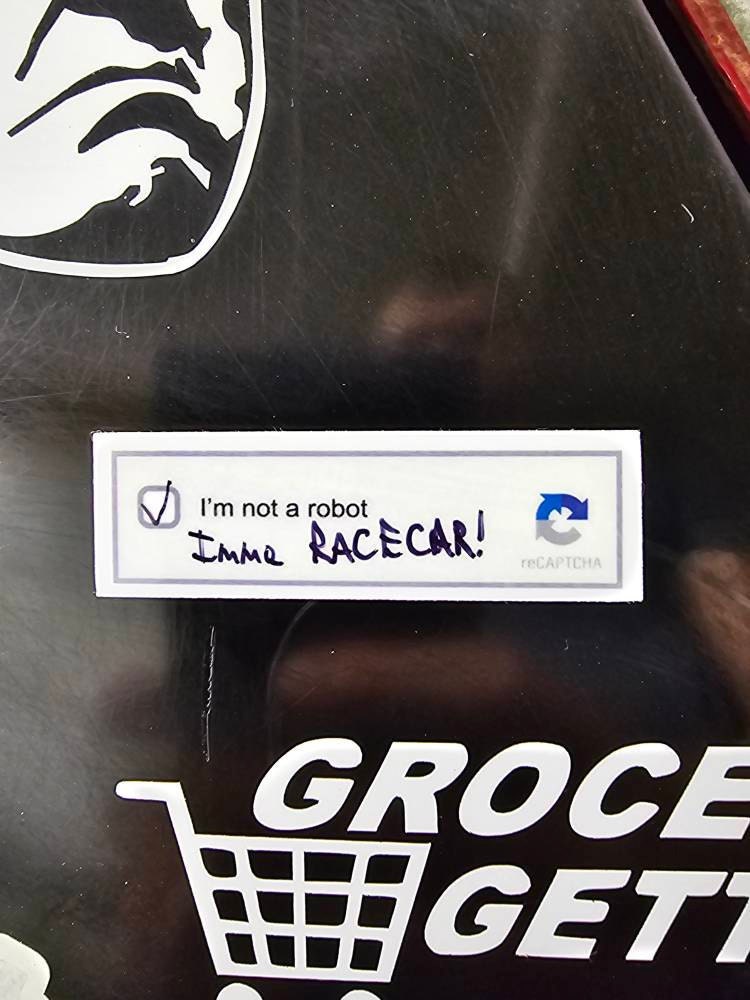 I'm not a robot
Imma RACECAR!
reCAPTCHA
GROCE
GETT